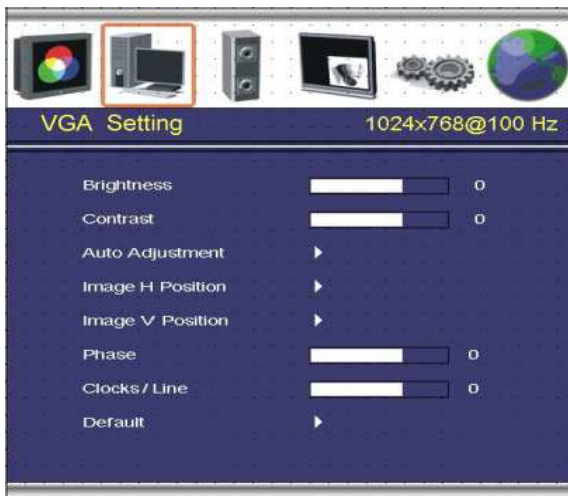 VGA Setting 1024x768@100 Hz
Brightness 0
Contrast 0
Auto Adjustment
Image H Position
Image V Position
Phase 0
Clocks / Line 0
Default